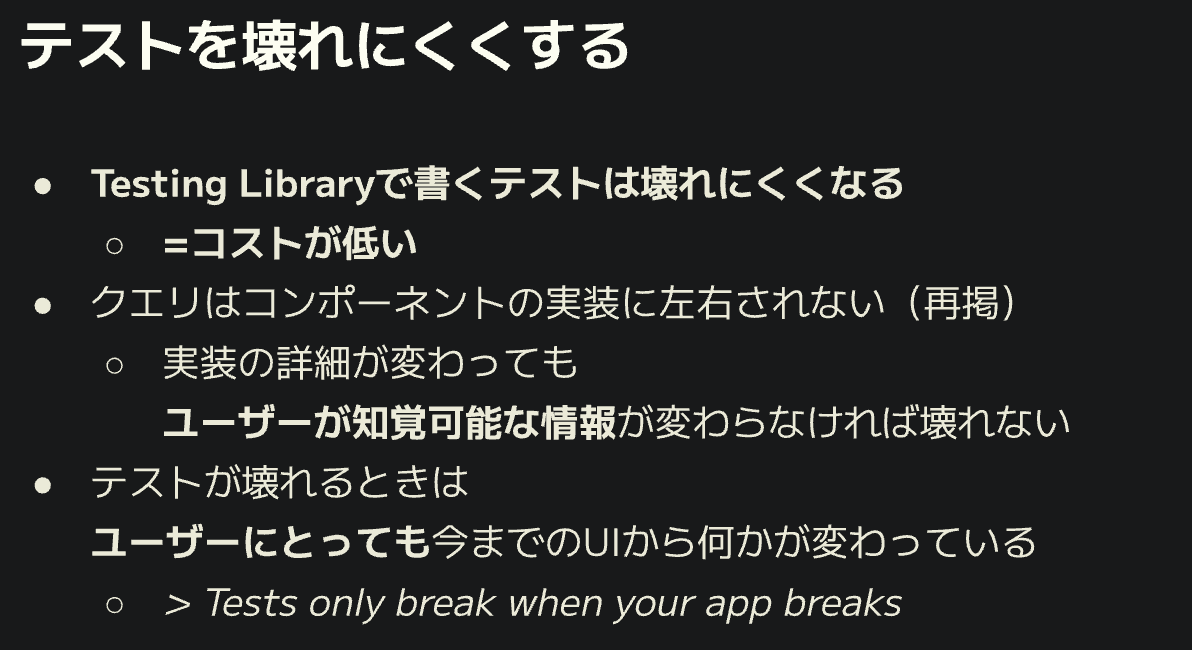 テストを壊れにくくする
● Testing Libraryで書くテストは壊れにくくなる
○ =コストが低い
● クエリはコンポーネントの実装に左右されない（再掲）
○ 実装の詳細が変わっても
ユーザーが知覚可能な情報が変わらなければ壊れない
● テストが壊れるときは
ユーザーにとっても今までのUIから何かが変わっている
○ > Tests only break when your app breaks